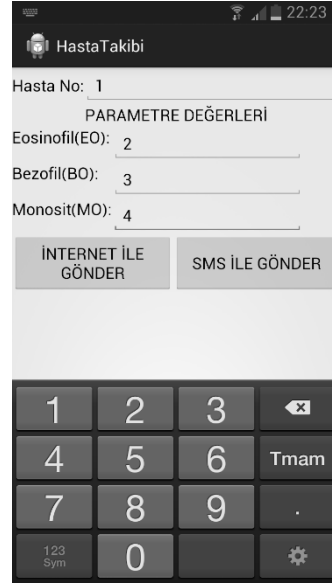 22:23
HastaTakibi
Hasta No: 1
PARAMETRE DEĞERLERİ
Eosinofil(EO): 2
Bezofil(BO): 3
Monosit(MO): 4
İNTERNET İLE GÖNDER
SMS İLE GÖNDER
1 2 3
4 5 6 Tmam
7 8 9 .
123 Sym 0